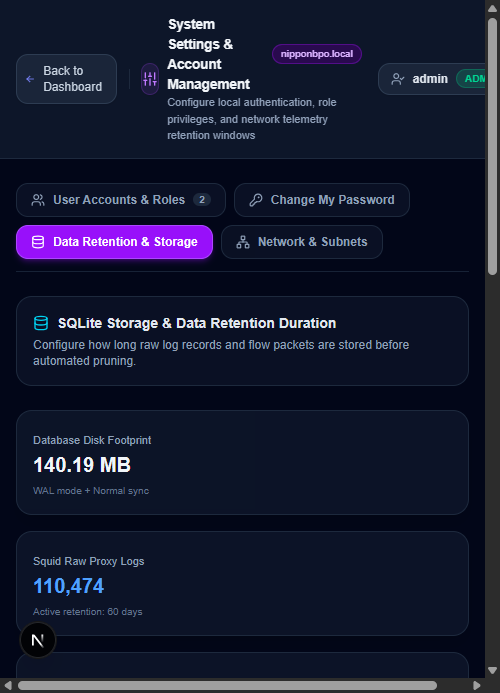 Back to
Dashboard
System
Settings &
Account
Management
Configure local authentication, role
privileges, and network telemetry
retention windows
nipponbpo.local
admin
User Accounts & Roles 2
Change My Password
Data Retention & Storage
Network & Subnets
SQLite Storage & Data Retention Duration
Configure how long raw log records and flow packets are stored before
automated pruning.
Database Disk Footprint
140.19 MB
WAL mode + Normal sync
Squid Raw Proxy Logs
110,474
Active retention: 60 days
N